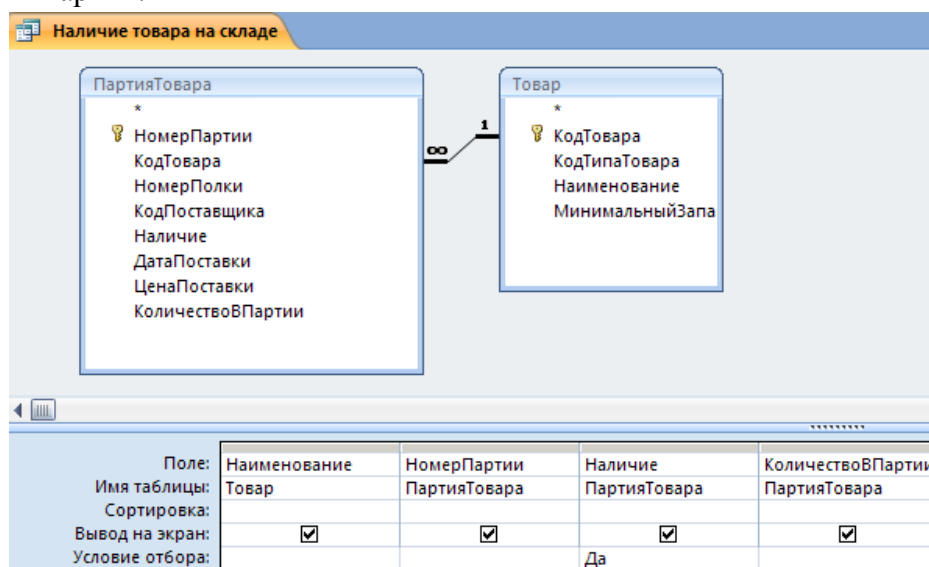 Наличие товара на складе
ПартияТовара
*
НомерПартии
КодТовара
НомерПолки
КодПоставщика
Наличие
ДатаПоставки
ЦенаПоставки
КоличествоВПартии
∞ 1
Товар
*
КодТовара
КодТипаТовара
Наименование
МинимальныйЗапа
Поле: Наименование НомерПартии Наличие КоличествоВПартии
Имя таблицы: Товар ПартияТовара ПартияТовара ПартияТовара
Сортировка:
Вывод на экран:
Условие отбора: Да